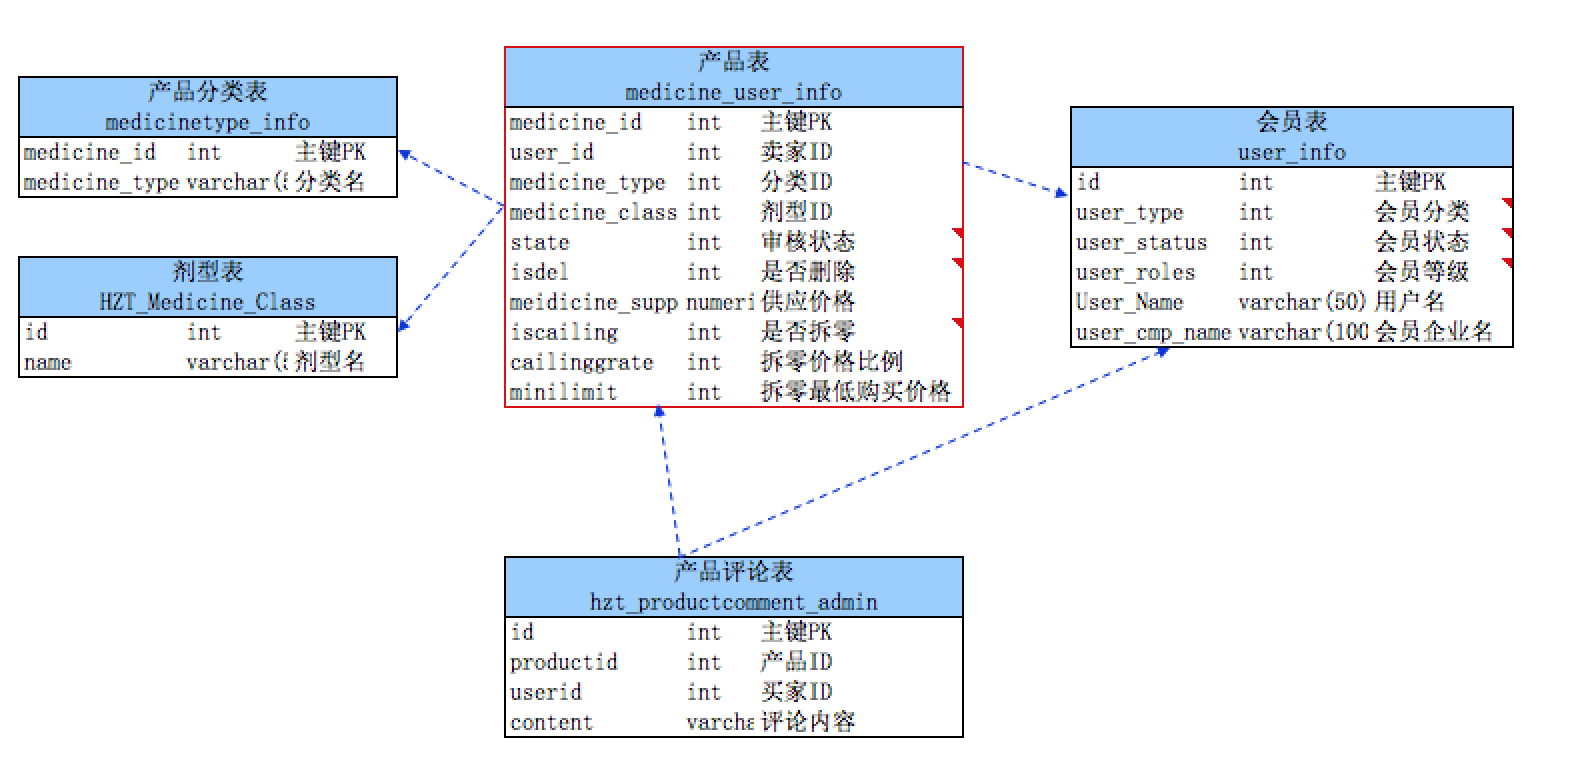 产品分类表
medicinetype_info
medicine_id int 主键PK
medicine_type varchar( 分类名
剂型表
HZT_Medicine_Class
id int 主键PK
name varchar( 剂型名
产品表
medicine_user_info
medicine_id int 主键PK
user_id int 卖家ID
medicine_type int 分类ID
medicine_class int 剂型ID
state int 审核状态
isdel int 是否删除
meidicine_supp numeri 供应价格
iscailing int 是否拆零
cailinggrate int 拆零价格比例
minilimit int 拆零最低购买价格
会员表
user_info
id int 主键PK
user_type int 会员分类
user_status int 会员状态
user_roles int 会员等级
User_Name varchar(50) 用户名
user_cmp_name varchar(100 会员企业名
产品评论表
hzt_productcomment_admin
id int 主键PK
productid int 产品ID
userid int 买家ID
content varcha 评论内容